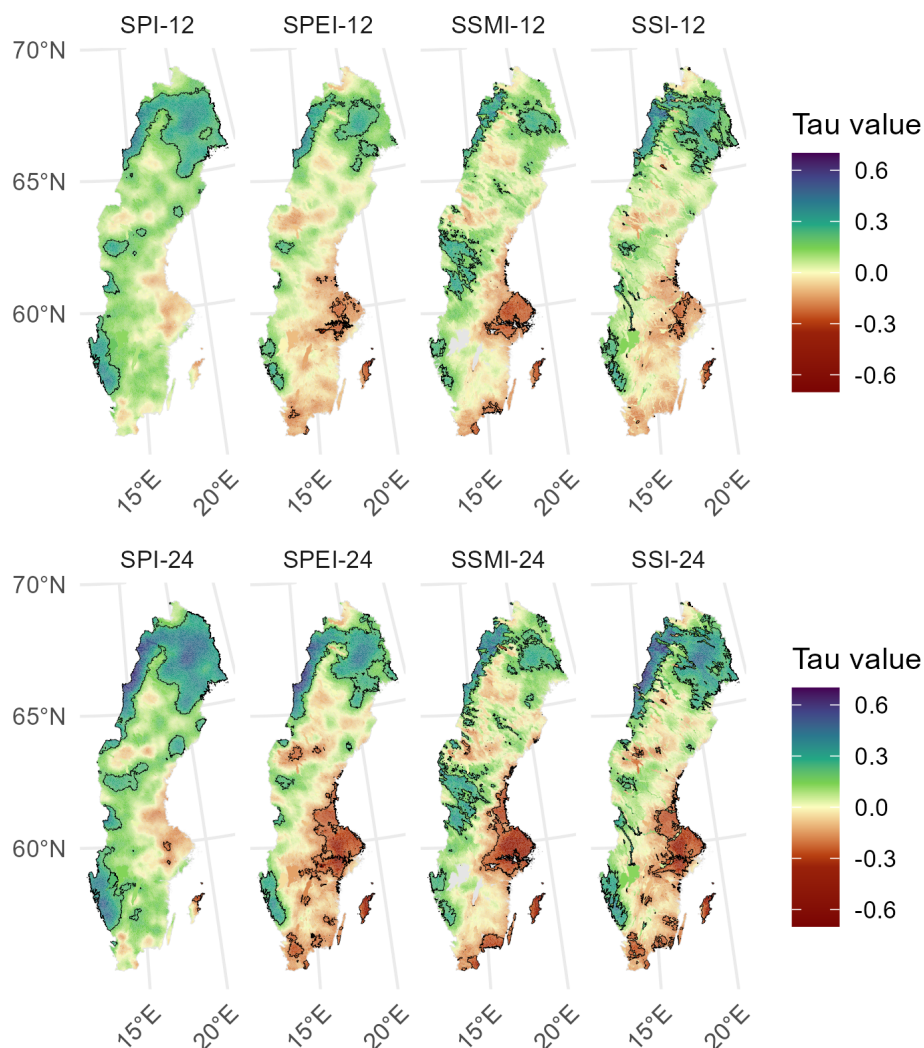 SPI-12 SPEI-12 SSMI-12 SSI-12
70°N
65°N
60°N
15°E 20°E 15°E 20°E 15°E 20°E 15°E 20°E
Tau value
0.6
0.3
0.0
-0.3
-0.6
SPI-24 SPEI-24 SSMI-24 SSI-24
70°N
65°N
60°N
15°E 20°E 15°E 20°E 15°E 20°E 15°E 20°E
Tau value
0.6
0.3
0.0
-0.3
-0.6